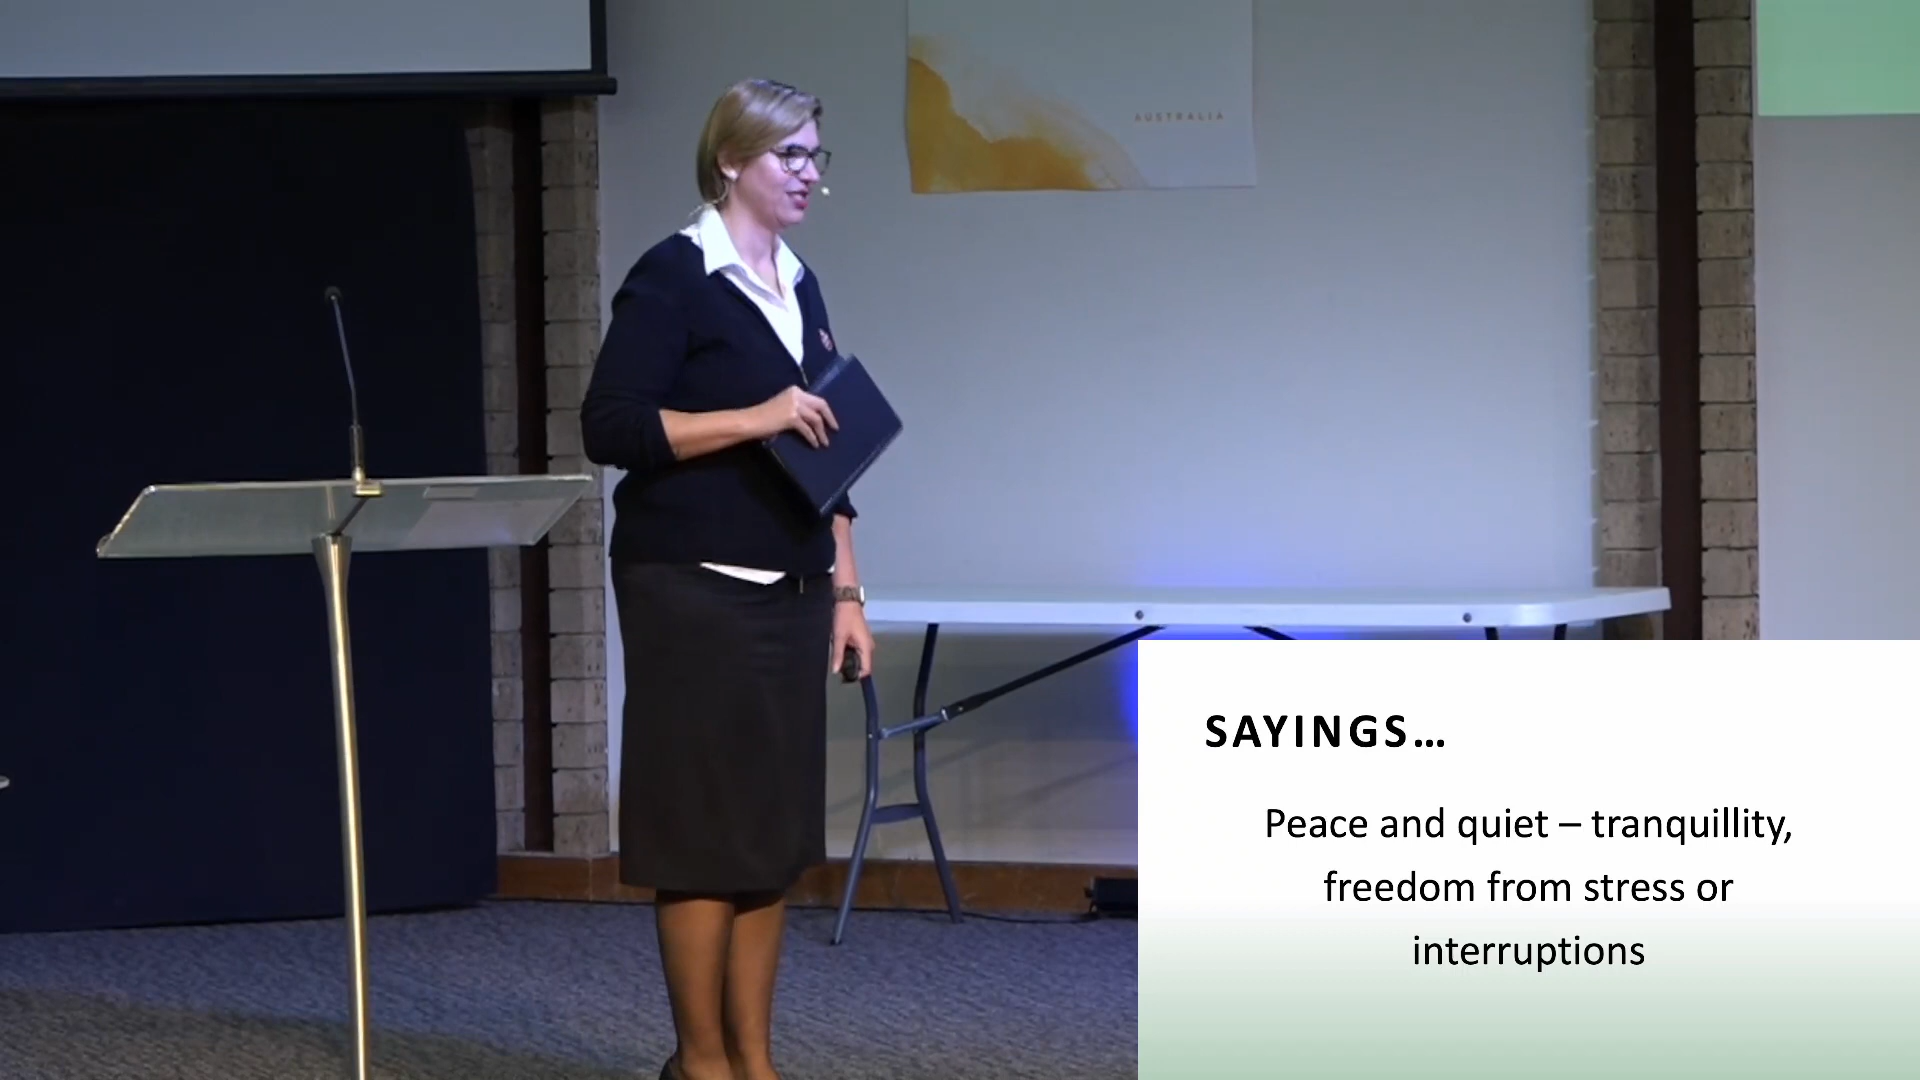 AUSTRALIA
SAYINGS…
Peace and quiet – tranquillity,
freedom from stress or
interruptions